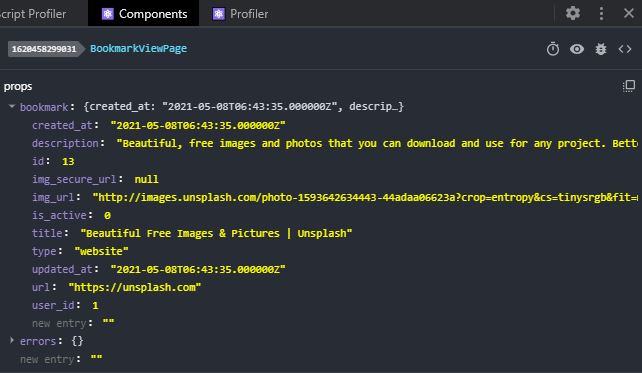 Script Profiler Components Profiler
1620458299031 BookmarkViewPage
props
bookmark: {created_at: "2021-05-08T06:43:35.000000Z", descrip…}
created_at: "2021-05-08T06:43:35.000000Z"
description: "Beautiful, free images and photos that you can download and use for any project. Bett
id: 13
img_secure_url: null
img_url: "http://images.unsplash.com/photo-1593642634443-44adaa06623a?crop=entropy&cs=tinysrgb&fit=
is_active: 0
title: "Beautiful Free Images & Pictures | Unsplash"
type: "website"
updated_at: "2021-05-08T06:43:35.000000Z"
url: "https://unsplash.com"
user_id: 1
new entry: ""
errors: {}
new entry: ""